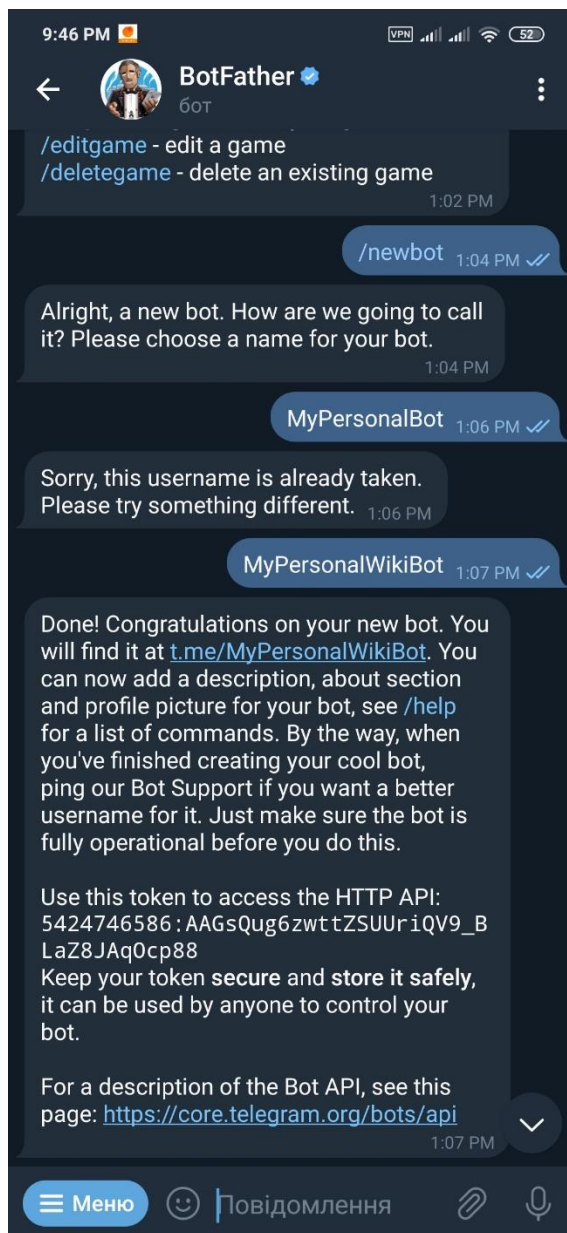 9:46 PM
VPN
52
BotFather
бот
/editgame - edit a game
/deletegame - delete an existing game
1:02 PM
/newbot 1:04 PM
Alright, a new bot. How are we going to call
it? Please choose a name for your bot.
1:04 PM
MyPersonalBot 1:06 PM
Sorry, this username is already taken.
Please try something different. 1:06 PM
MyPersonalWikiBot 1:07 PM
Done! Congratulations on your new bot. You
will find it at t.me/MyPersonalWikiBot. You
can now add a description, about section
and profile picture for your bot, see /help
for a list of commands. By the way, when
you've finished creating your cool bot,
ping our Bot Support if you want a better
username for it. Just make sure the bot is
fully operational before you do this.
Use this token to access the HTTP API:
5424746586:AAGsQug6zwttZSUUriQV9_B
LaZ8JAqOcp88
Keep your token secure and store it safely,
it can be used by anyone to control your
bot.
For a description of the Bot API, see this
page: https://core.telegram.org/bots/api
1:07 PM
Меню
Повідомлення